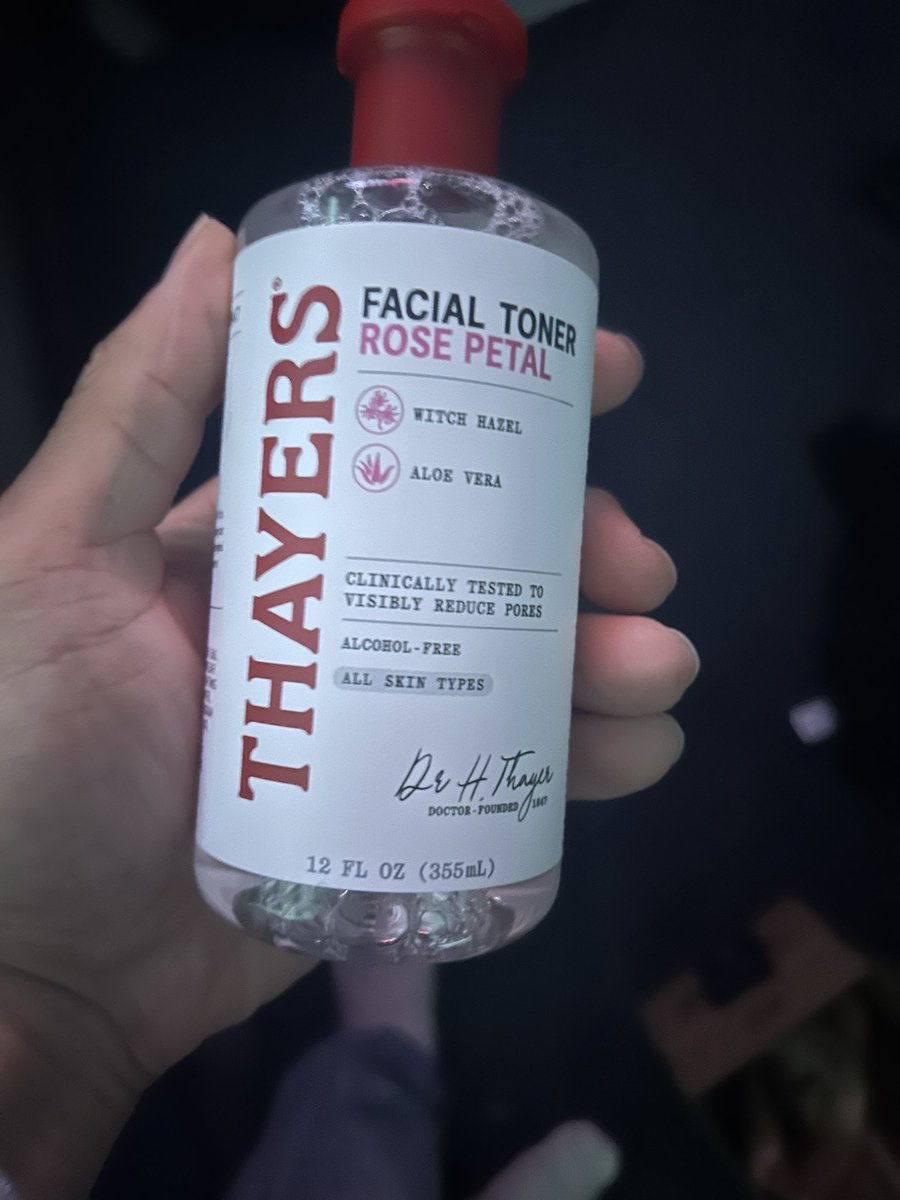 THAYERS®
FACIAL TONER
ROSE PETAL
WITCH HAZEL
ALOE VERA
CLINICALLY TESTED TO
VISIBLY REDUCE PORES
ALCOHOL-FREE
ALL SKIN TYPES
Dr H. Thayer
DOCTOR-FOUNDED 1847
12 FL OZ (355mL)